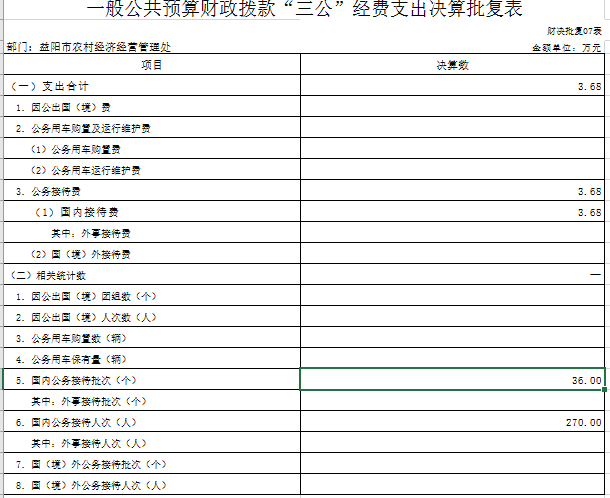 一般公共预算财政拨款“三公”经费支出决算批复表
财决批复07表
部门：益阳市农村经济经营管理处 金额单位：万元
项目 决算数
（一）支出合计 3.68
1．因公出国（境）费
2．公务用车购置及运行维护费
（1）公务用车购置费
（2）公务用车运行维护费
3．公务接待费 3.68
（1）国内接待费 3.68
其中：外事接待费
（2）国（境）外接待费
（二）相关统计数 —
1．因公出国（境）团组数（个）
2．因公出国（境）人次数（人）
3．公务用车购置数（辆）
4．公务用车保有量（辆）
5．国内公务接待批次（个） 36.00
其中：外事接待批次（个）
6．国内公务接待人次（人） 270.00
其中：外事接待人次（人）
7．国（境）外公务接待批次（个）
8．国（境）外公务接待人次（人）